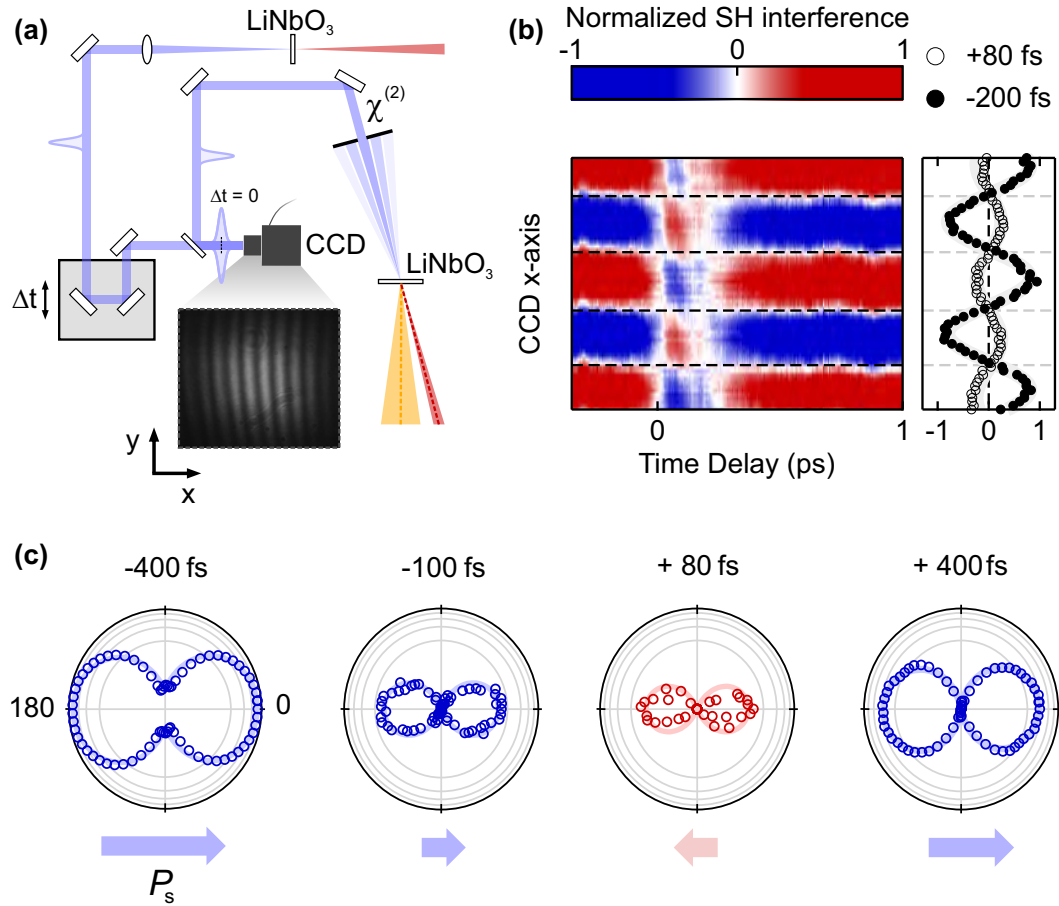 (a)
LiNbO₃
χ⁽²⁾
Δt = 0
CCD
LiNbO₃
Δt
y
x
(b)
Normalized SH interference
-1 0 1
+80 fs
-200 fs
CCD x-axis
0 1
Time Delay (ps)
-1 0 1
(c)
-400 fs -100 fs + 80 fs + 400 fs
180 0
Pₛ